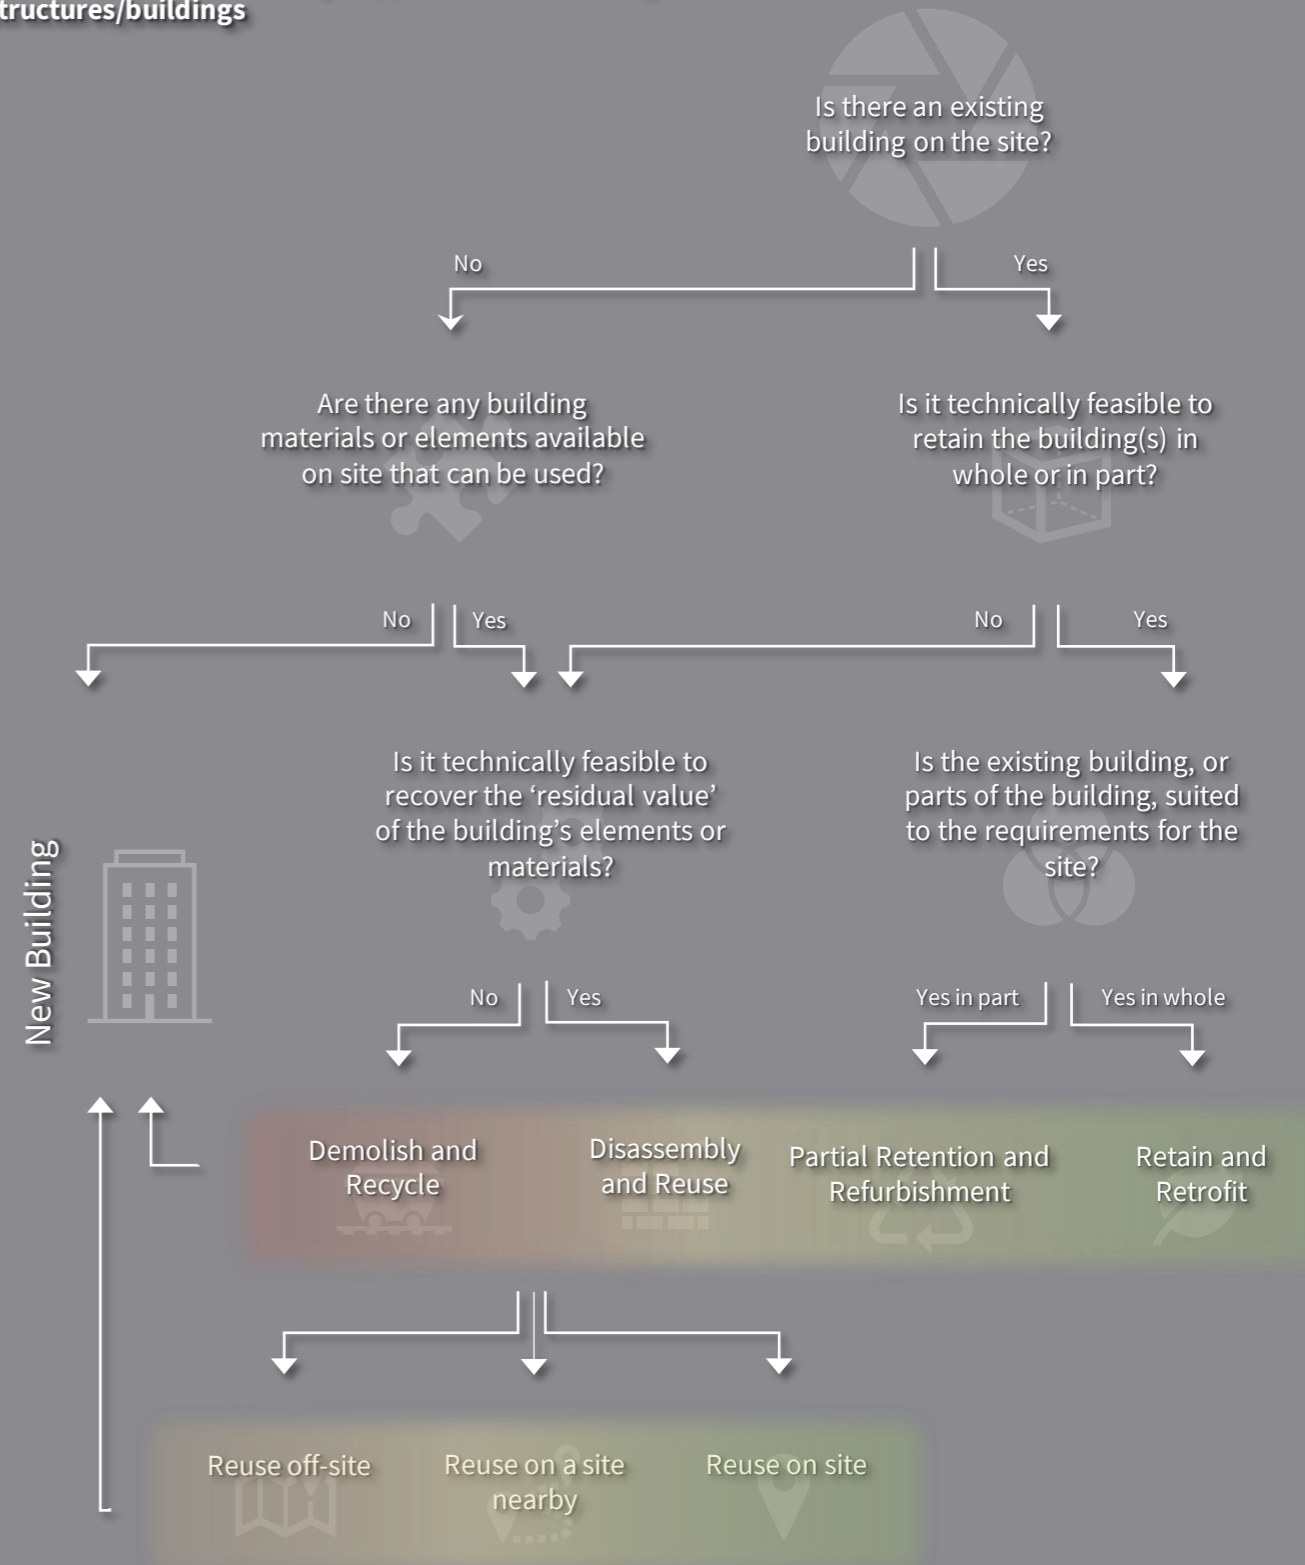 tructures/buildings
Is there an existing
building on the site?
No
Yes
Are there any building
materials or elements available
on site that can be used?
Is it technically feasible to
retain the building(s) in
whole or in part?
No
Yes
No
Yes
Is it technically feasible to
recover the ‘residual value’
of the building’s elements or
materials?
Is the existing building, or
parts of the building, suited
to the requirements for the
site?
New Building
No
Yes
Yes in part
Yes in whole
Demolish and
Recycle
Disassembly
and Reuse
Partial Retention and
Refurbishment
Retain and
Retrofit
Reuse off-site
Reuse on a site
nearby
Reuse on site